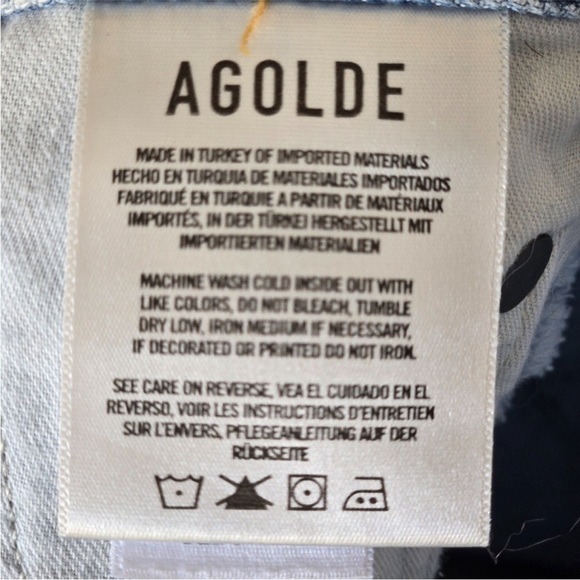 AGOLDE
MADE IN TURKEY OF IMPORTED MATERIALS
HECHO EN TURQUIA DE MATERIALES IMPORTADOS
FABRIQUÉ EN TURQUIE A PARTIR DE MATÉRIAUX
IMPORTÉS, IN DER TÜRKEI HERGESTELLT MIT
IMPORTIERTEN MATERIALIEN
MACHINE WASH COLD INSIDE OUT WITH
LIKE COLORS, DO NOT BLEACH, TUMBLE
DRY LOW, IRON MEDIUM IF NECESSARY,
IF DECORATED OR PRINTED DO NOT IRON.
SEE CARE ON REVERSE, VEA EL CUIDADO EN EL
REVERSO, VOIR LES INSTRUCTIONS D'ENTRETIEN
SUR L'ENVERS, PFLEGEANLEITUNG AUF DER
RÜCKSEITE